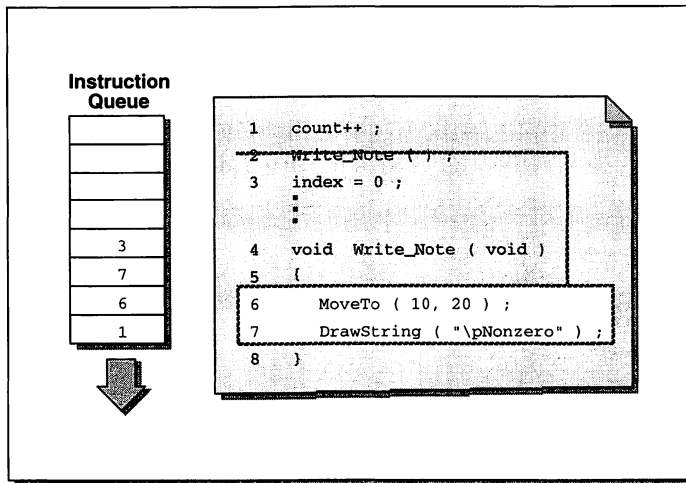 Instruction
Queue
3
7
6
1
1 count++ ;
2 Write_Note ( ) ;
3 index = 0 ;
4 void Write_Note ( void )
5 {
6 MoveTo ( 10, 20 ) ;
7 DrawString ( "\pNonzero" ) ;
8 }